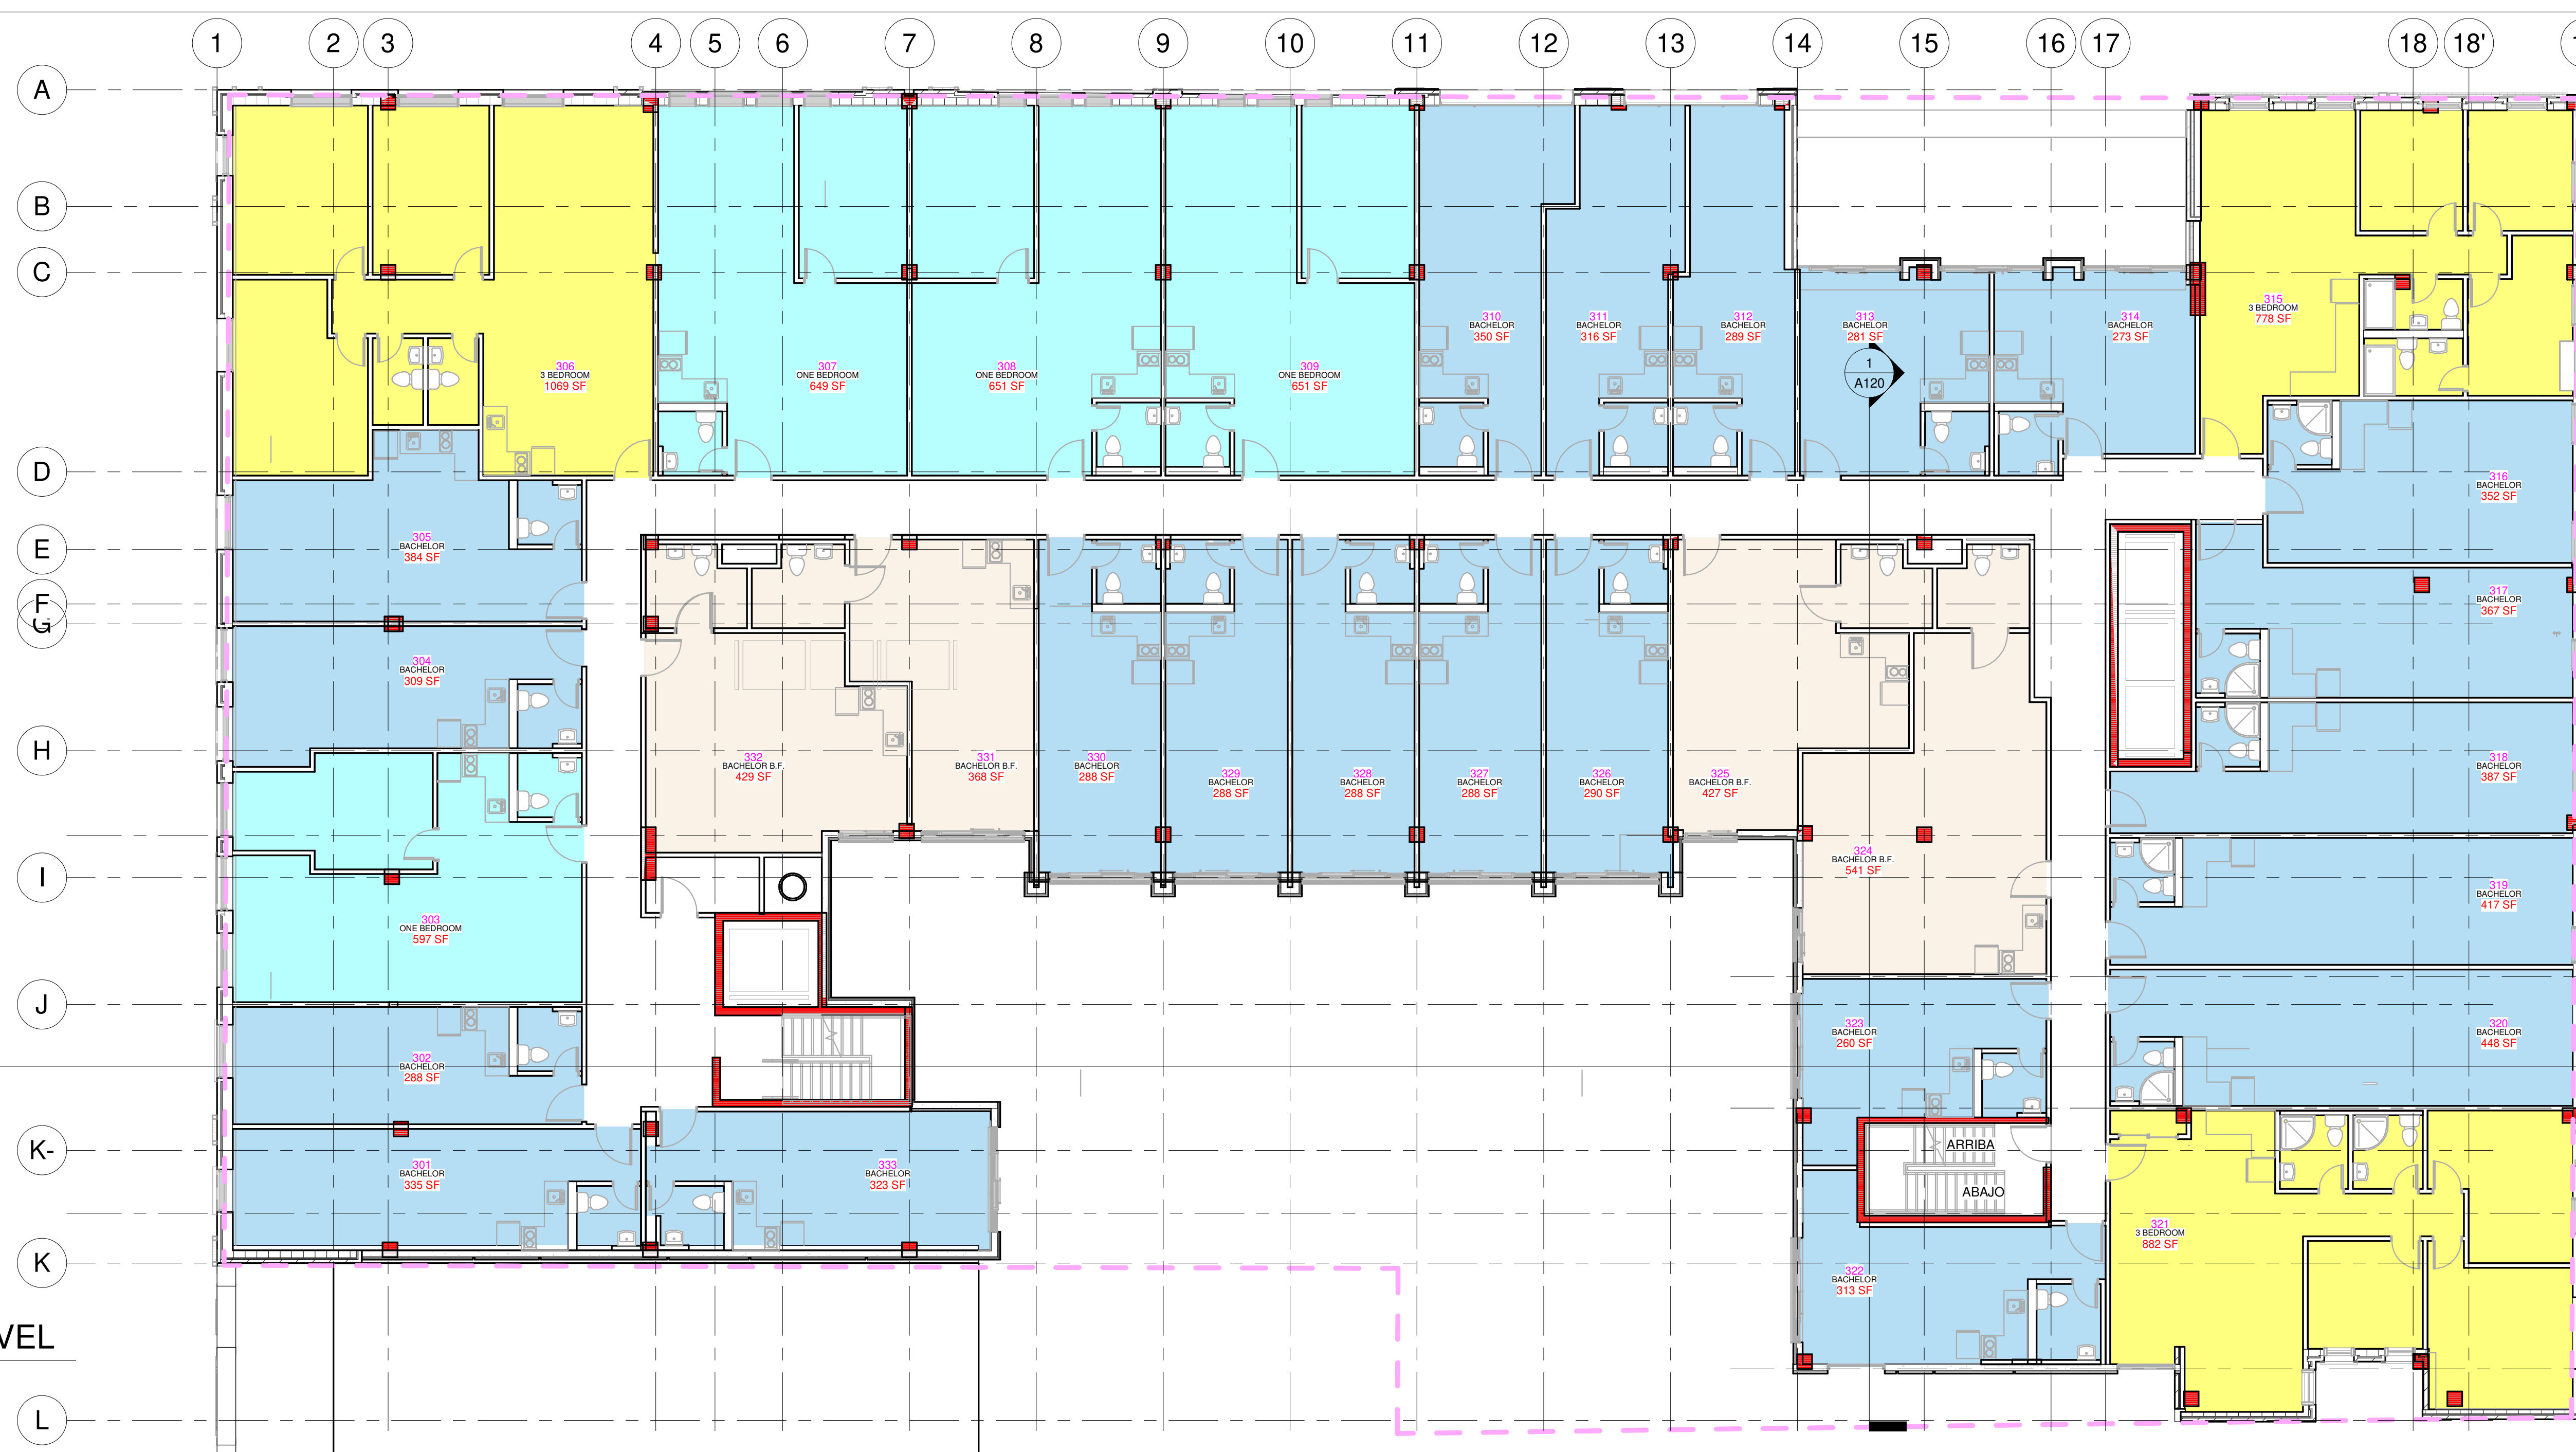 1 2 3 4 5 6 7 8 9 10 11 12 13 14 15 16 17 18 18'
A
B
C
D
E
F
G
H
I
J
K-
K
L
306
3 BEDROOM
1069 SF
307
ONE BEDROOM
649 SF
308
ONE BEDROOM
651 SF
309
ONE BEDROOM
651 SF
310
BACHELOR
350 SF
311
BACHELOR
316 SF
312
BACHELOR
289 SF
313
BACHELOR
281 SF
1
A120
314
BACHELOR
273 SF
315
3 BEDROOM
778 SF
316
BACHELOR
352 SF
305
BACHELOR
384 SF
317
BACHELOR
367 SF
304
BACHELOR
309 SF
332
BACHELOR B.F.
429 SF
331
BACHELOR B.F.
368 SF
330
BACHELOR
288 SF
329
BACHELOR
288 SF
328
BACHELOR
288 SF
327
BACHELOR
288 SF
326
BACHELOR
290 SF
325
BACHELOR B.F.
427 SF
318
BACHELOR
387 SF
324
BACHELOR B.F.
541 SF
319
BACHELOR
417 SF
303
ONE BEDROOM
597 SF
302
BACHELOR
288 SF
323
BACHELOR
260 SF
320
BACHELOR
448 SF
ARRIBA
ABAJO
301
BACHELOR
335 SF
333
BACHELOR
323 SF
321
3 BEDROOM
882 SF
322
BACHELOR
313 SF
VEL